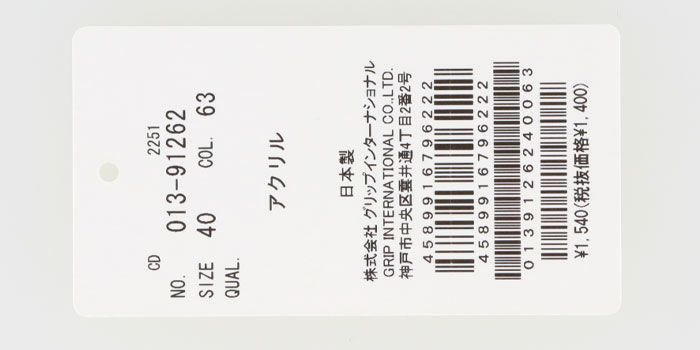 CD 2251
NO. 013-91262
SIZE 40 COL. 63
QUAL.
アクリル
日本製
株式会社 グリップインターナショナル
GRIP INTERNATIONAL CO.,LTD.
神戸市中央区雲井通4丁目2番2号
4589916796222
4589916796222
0139126240063
¥1,540(税抜価格¥1,400)